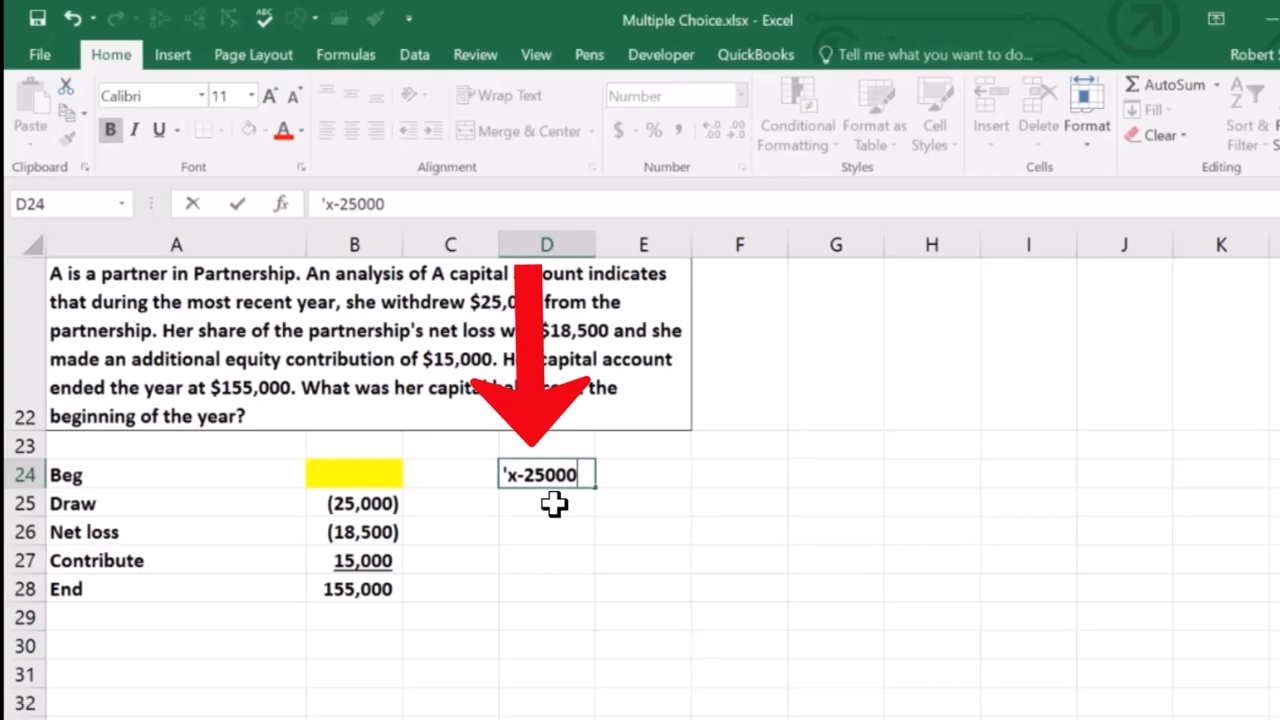 Multiple Choice.xlsx - Excel
File Home Insert Page Layout Formulas Data Review View Pens Developer QuickBooks Tell me what you want to do... Robert
Calibri 11 A A Wrap Text Number AutoSum
Paste B I U A Merge & Center $ % , Conditional Formatting Format as Table Cell Styles Insert Delete Format Fill Clear Sort & Filter
Clipboard Font Alignment Number Styles Cells Editing
D24 fx 'x-25000
A B C D E F G H I J K
A is a partner in Partnership. An analysis of A capital account indicates
that during the most recent year, she withdrew $25,0 from the
partnership. Her share of the partnership's net loss w $18,500 and she
made an additional equity contribution of $15,000. H capital account
ended the year at $155,000. What was her capital the
22 beginning of the year?
23
24 Beg 'x-25000
25 Draw (25,000)
26 Net loss (18,500)
27 Contribute 15,000
28 End 155,000
29
30
31
32